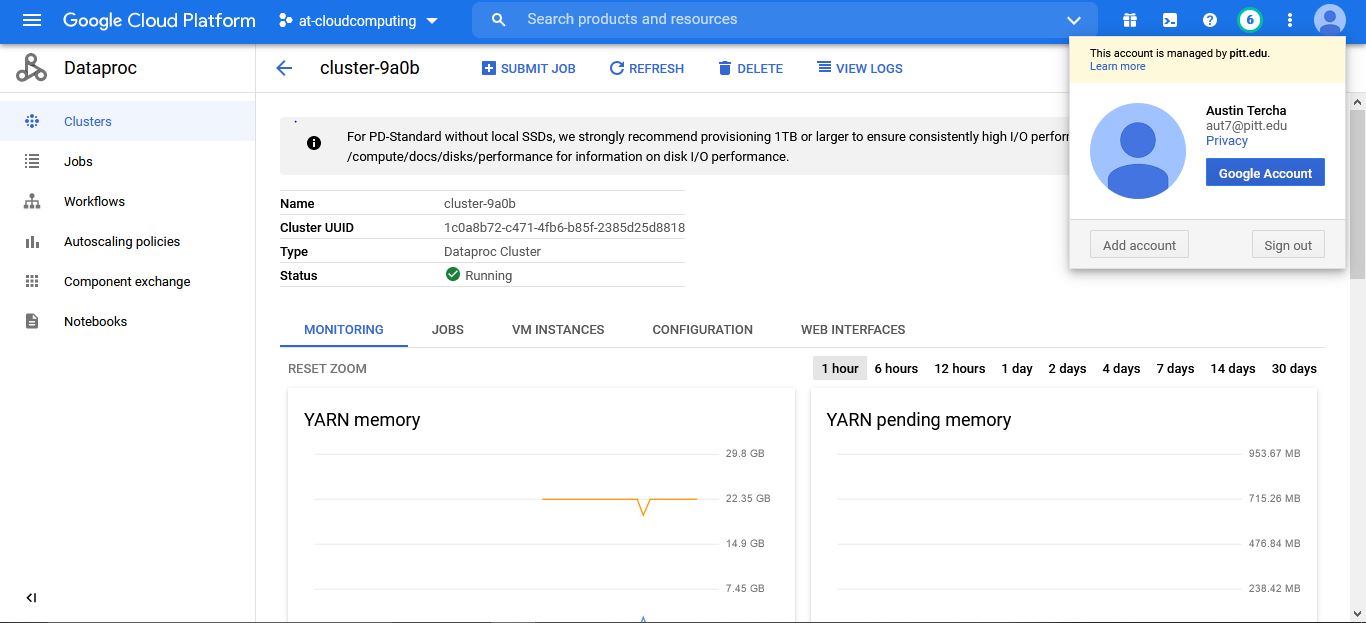 Google Cloud Platform
at-cloudcomputing
Search products and resources
6
Dataproc
cluster-9a0b
SUBMIT JOB
REFRESH
DELETE
VIEW LOGS
This account is managed by pitt.edu.
Learn more
Austin Tercha
aut7@pitt.edu
Privacy
Google Account
Add account
Sign out
Clusters
Jobs
Workflows
Autoscaling policies
Component exchange
Notebooks
For PD-Standard without local SSDs, we strongly recommend provisioning 1TB or larger to ensure consistently high I/O perfor
/compute/docs/disks/performance for information on disk I/O performance.
Name cluster-9a0b
Cluster UUID 1c0a8b72-c471-4fb6-b85f-2385d25d8818
Type Dataproc Cluster
Status Running
MONITORING JOBS VM INSTANCES CONFIGURATION WEB INTERFACES
RESET ZOOM
1 hour 6 hours 12 hours 1 day 2 days 4 days 7 days 14 days 30 days
YARN memory
29.8 GB
22.35 GB
14.9 GB
7.45 GB
YARN pending memory
953.67 MB
715.26 MB
476.84 MB
238.42 MB